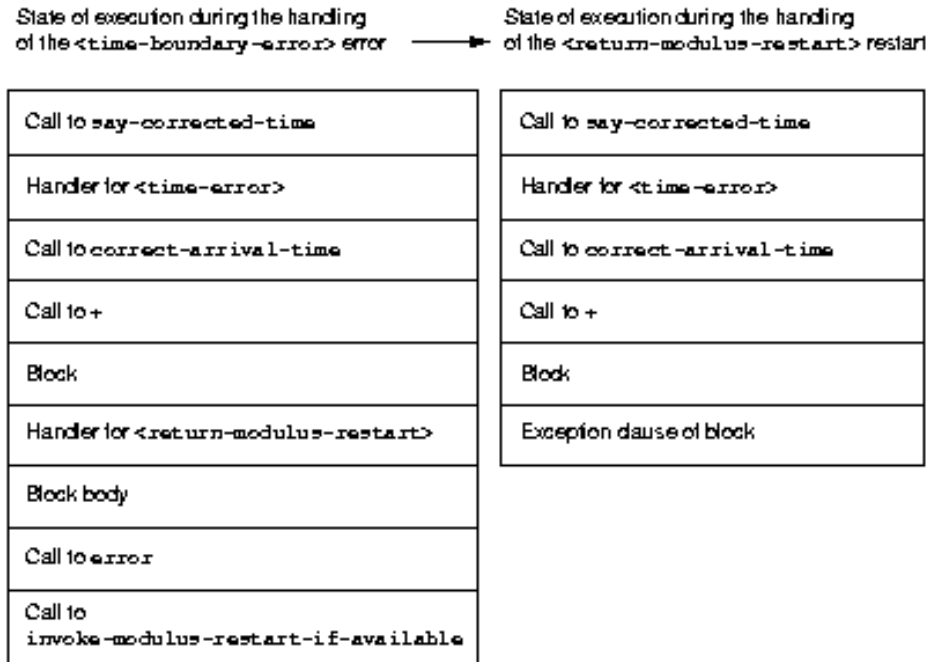 State of execution during the handling
of the <time-boundary-error> error
State of execution during the handling
of the <return-modulus-restart> restart
Call to say-corrected-time
Handler for <time-error>
Call to correct-arrival-time
Call to +
Block
Handler for <return-modulus-restart>
Block body
Call to error
Call to
invoke-modulus-restart-if-available
Call to say-corrected-time
Handler for <time-error>
Call to correct-arrival-time
Call to +
Block
Exception clause of block